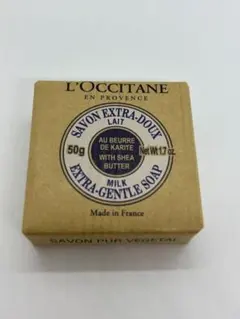 L'OCCITANE
EN PROVENCE
SAVON EXTRA-DOUX
LAIT
AU BEURRE
DE KARITE
50g
Net Wt.1.7 oz.
WITH SHEA
BUTTER
MILK
EXTRA-GENTLE SOAP
Made in France
SAVON PUR VEGETAL